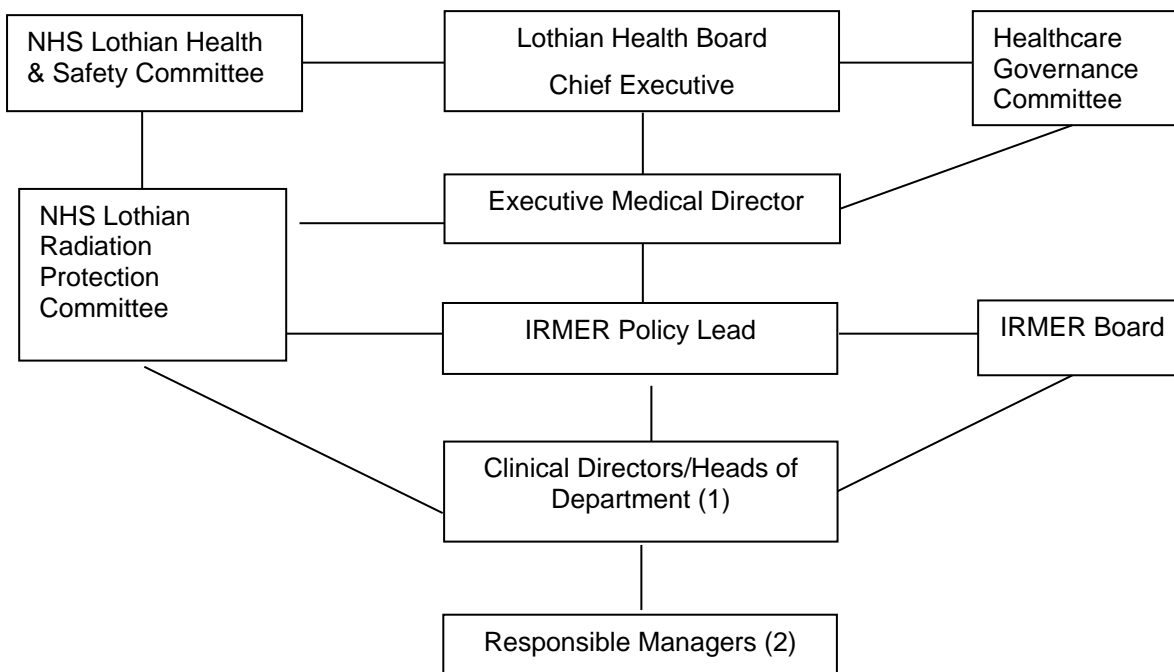 NHS Lothian Health
& Safety Committee
Lothian Health Board
Chief Executive
Healthcare
Governance
Committee
NHS Lothian
Radiation
Protection
Committee
Executive Medical Director
IRMER Policy Lead
IRMER Board
Clinical Directors/Heads of
Department (1)
Responsible Managers (2)